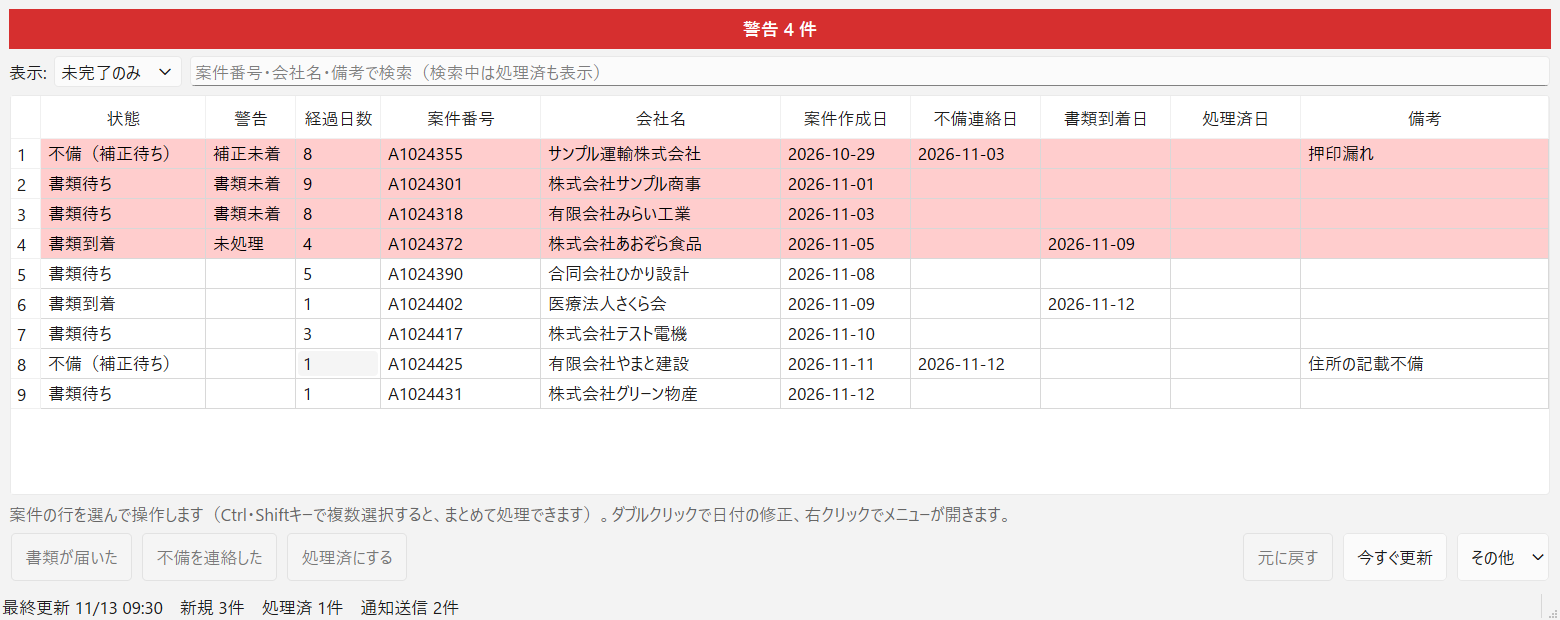 警告 4 件
表示: 未完了のみ 案件番号・会社名・備考で検索（検索中は処理済も表示）
状態 警告 経過日数 案件番号 会社名 案件作成日 不備連絡日 書類到着日 処理済日 備考
1 不備（補正待ち） 補正未着 8 A1024355 サンプル運輸株式会社 2026-10-29 2026-11-03 押印漏れ
2 書類待ち 書類未着 9 A1024301 株式会社サンプル商事 2026-11-01
3 書類待ち 書類未着 8 A1024318 有限会社みらい工業 2026-11-03
4 書類到着 未処理 4 A1024372 株式会社あおぞら食品 2026-11-05 2026-11-09
5 書類待ち 5 A1024390 合同会社ひかり設計 2026-11-08
6 書類到着 1 A1024402 医療法人さくら会 2026-11-09 2026-11-12
7 書類待ち 3 A1024417 株式会社テスト電機 2026-11-10
8 不備（補正待ち） 1 A1024425 有限会社やまと建設 2026-11-11 2026-11-12 住所の記載不備
9 書類待ち 1 A1024431 株式会社グリーン物産 2026-11-12
案件の行を選んで操作します（Ctrl・Shiftキーで複数選択すると、まとめて処理できます）。ダブルクリックで日付の修正、右クリックでメニューが開きます。
書類が届いた 不備を連絡した 処理済にする 元に戻す 今すぐ更新 その他
最終更新 11/13 09:30 新規 3件 処理済 1件 通知送信 2件